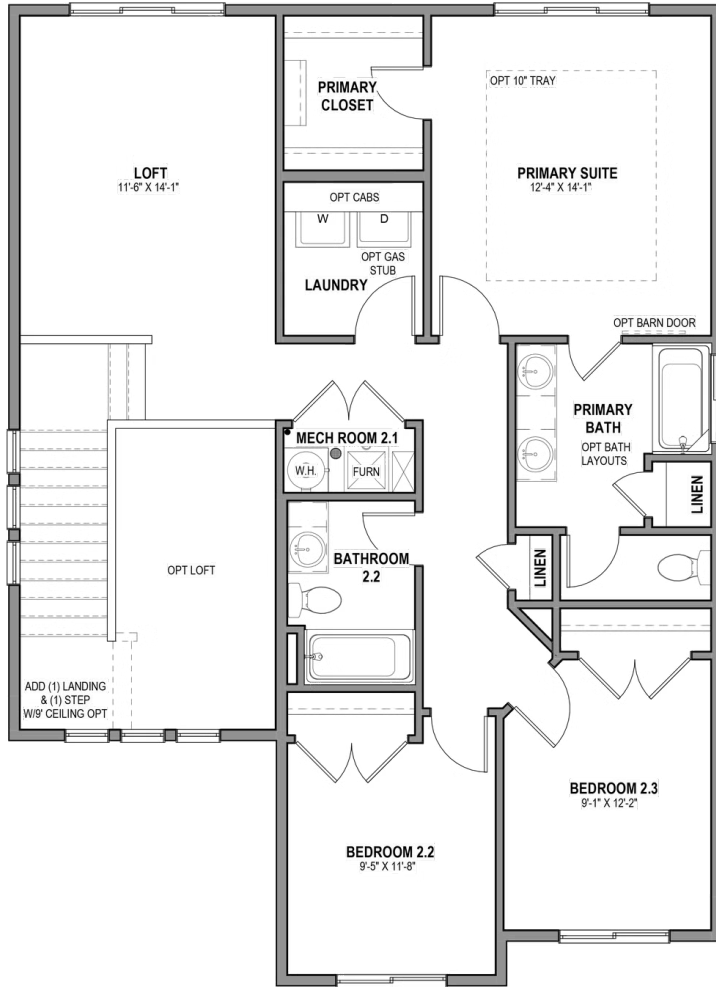 OPT 10" TRAY
PRIMARY
CLOSET
LOFT
11'-6" X 14'-1"
PRIMARY SUITE
12'-4" X 14'-1"
OPT CABS
W
D
OPT GAS
STUB
LAUNDRY
OPT BARN DOOR
PRIMARY
BATH
OPT BATH
LAYOUTS
MECH ROOM 2.1
W.H.
FURN
LINEN
BATHROOM
2.2
LINEN
OPT LOFT
ADD (1) LANDING
& (1) STEP
W/9' CEILING OPT
BEDROOM 2.3
9'-1" X 12'-2"
BEDROOM 2.2
9'-5" X 11'-8"